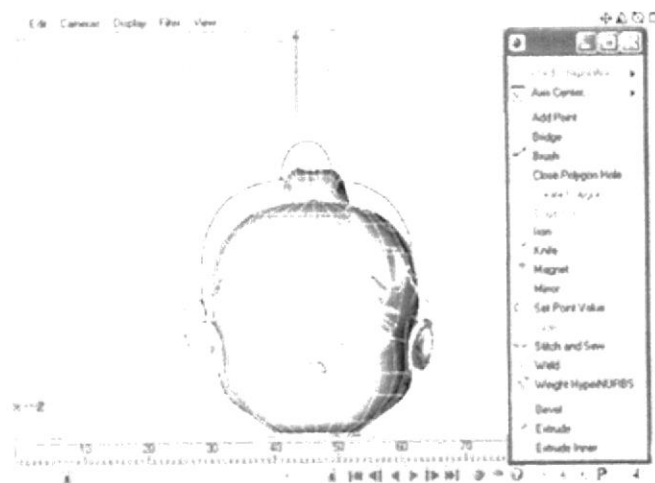 Edit Cameras Display Filter View
Axis Center
Add Point
Bridge
Brush
Close Polygon Hole
Iron
Knife
Magnet
Mirror
Set Point Value
Stitch and Sew
Weld
Weight HyperNURBS
Bevel
Extrude
Extrude Inner
10 20 30 40 50 60 70
P